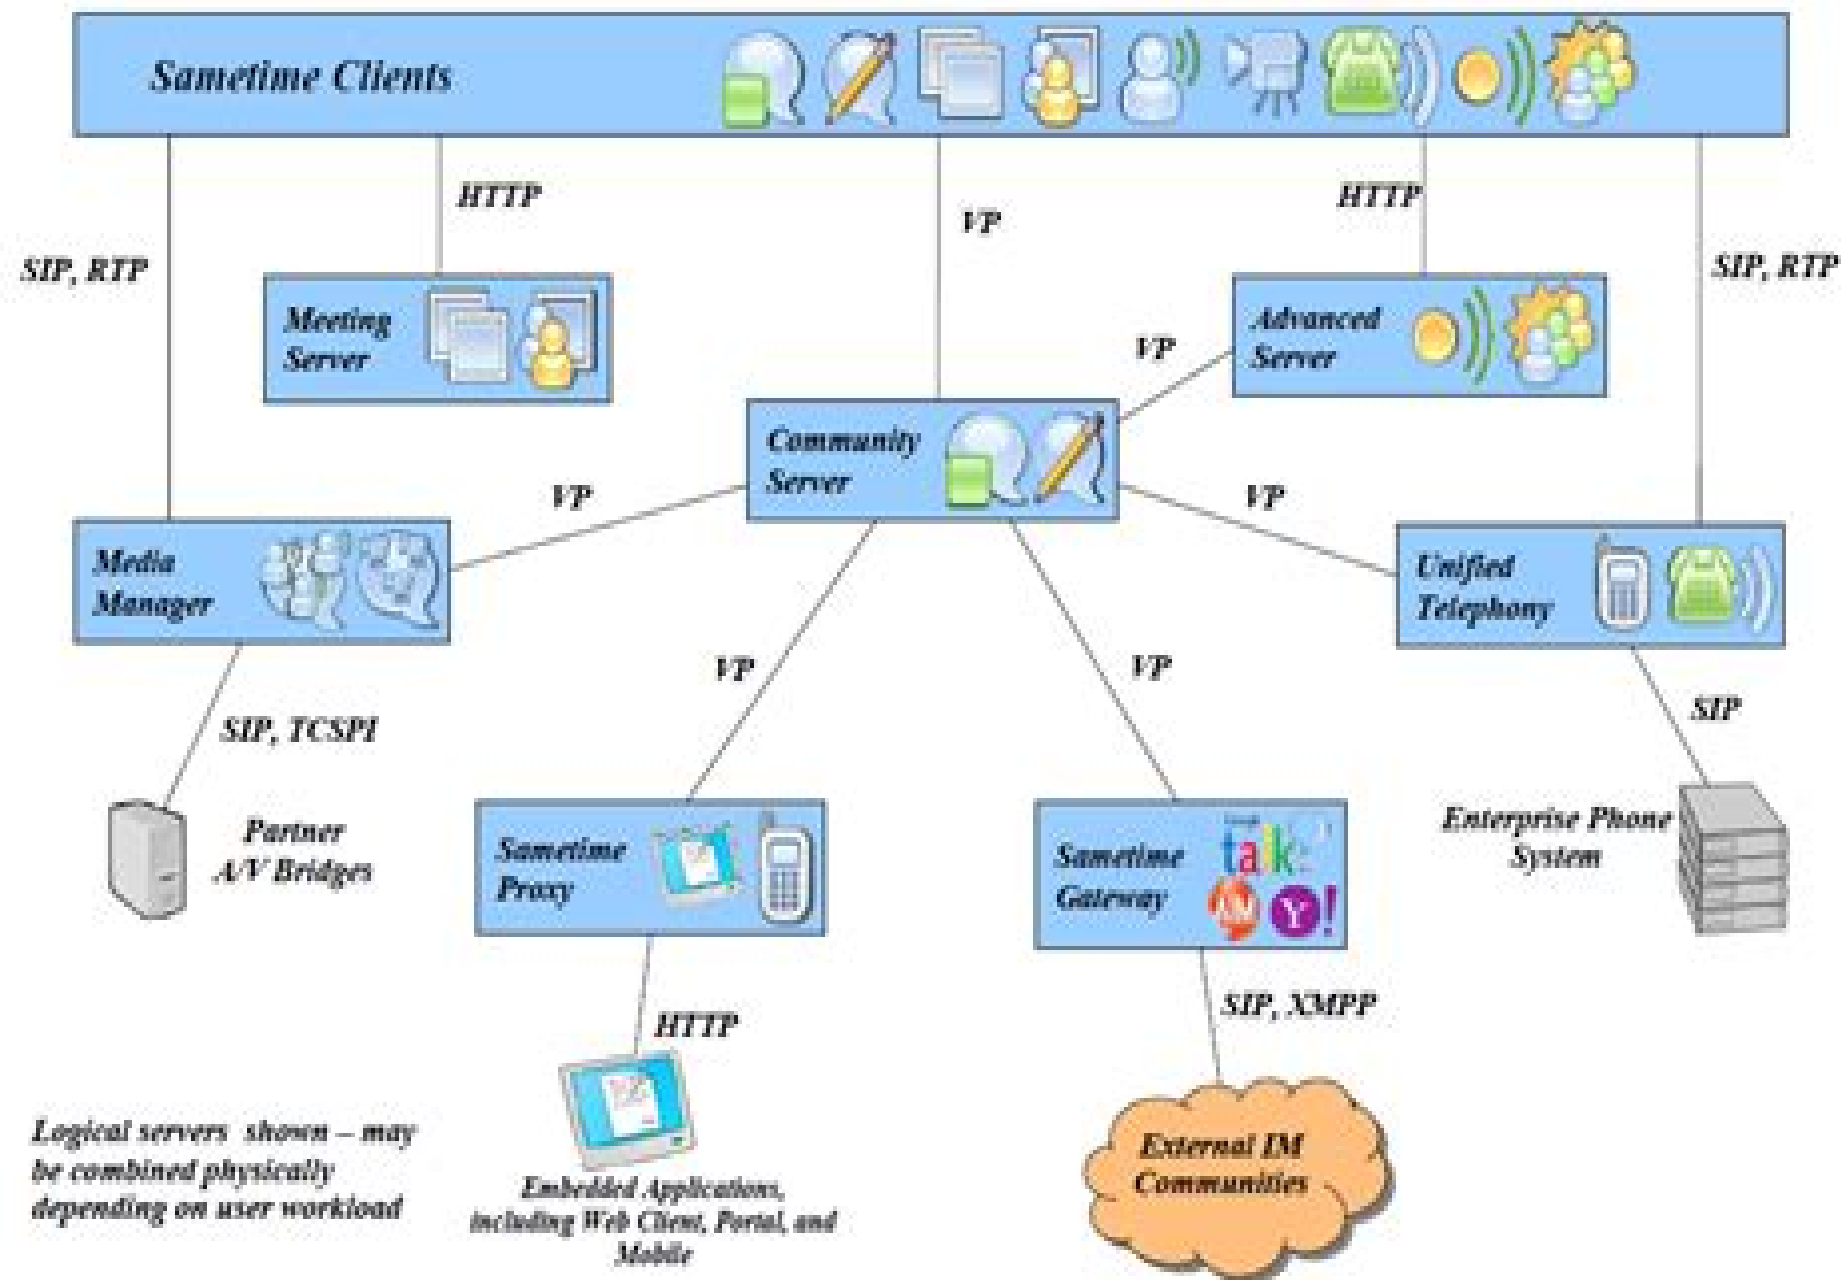 Sametime Clients
HTTP
HTTP
VP
SIP, RTP
SIP, RTP
Meeting
Server
Advanced
Server
VP
Community
Server
VP
VP
Media
Manager
Unified
Telephony
VP
VP
SIP, TCSPI
SIP
Partner
A/V Bridges
Enterprise Phone
System
Sametime
Proxy
Sametime
Gateway
talk
AIM
Y!
HTTP
SIP, XMPP
Logical servers shown – may
be combined physically
depending on user workload
Embedded Applications,
including Web Client, Portal, and
Mobile
External IM
Communities